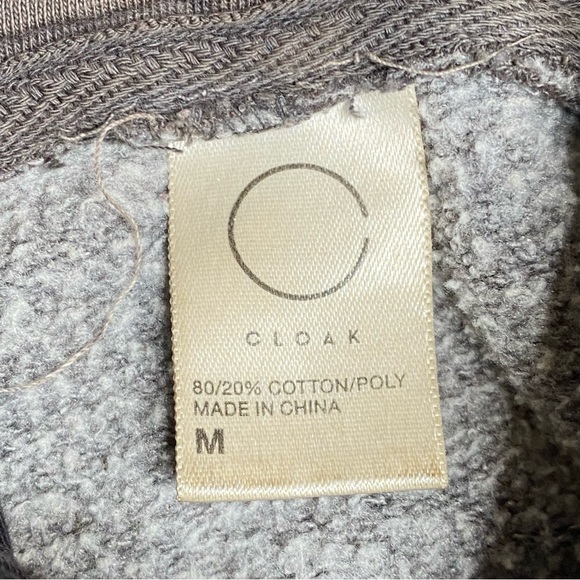 CLOAK
80/20% COTTON/POLY
MADE IN CHINA
M